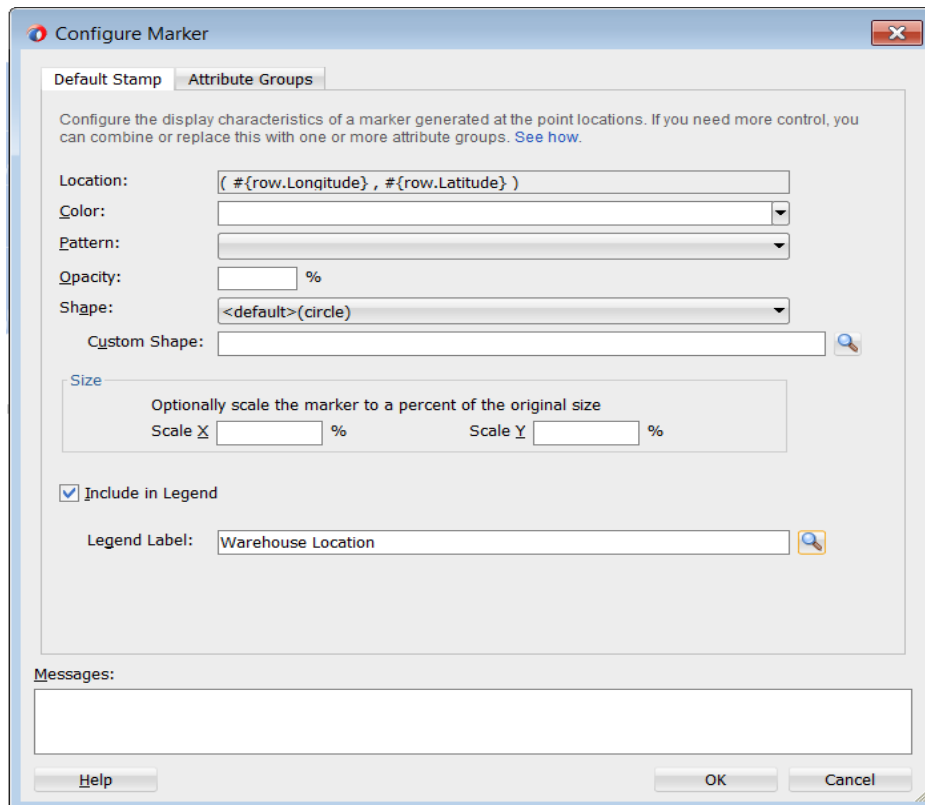 Configure Marker
Default Stamp Attribute Groups
Configure the display characteristics of a marker generated at the point locations. If you need more control, you
can combine or replace this with one or more attribute groups. See how.
Location: ( #{row.Longitude} , #{row.Latitude} )
Color:
Pattern:
Opacity: %
Shape: <default>(circle)
Custom Shape:
Size
Optionally scale the marker to a percent of the original size
Scale X % Scale Y %
Include in Legend
Legend Label: Warehouse Location
Messages:
Help OK Cancel